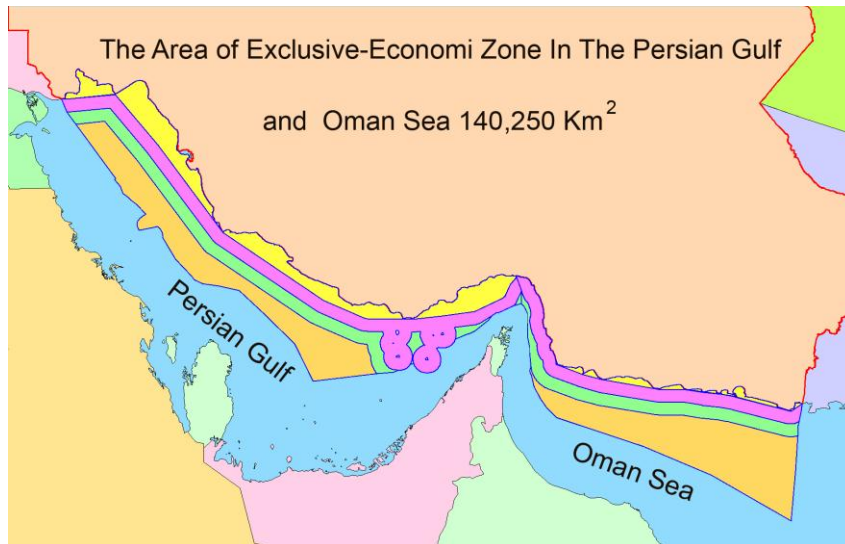 The Area of Exclusive-Economi Zone In The Persian Gulf
and Oman Sea 140,250 Km²
Persian Gulf
Oman Sea